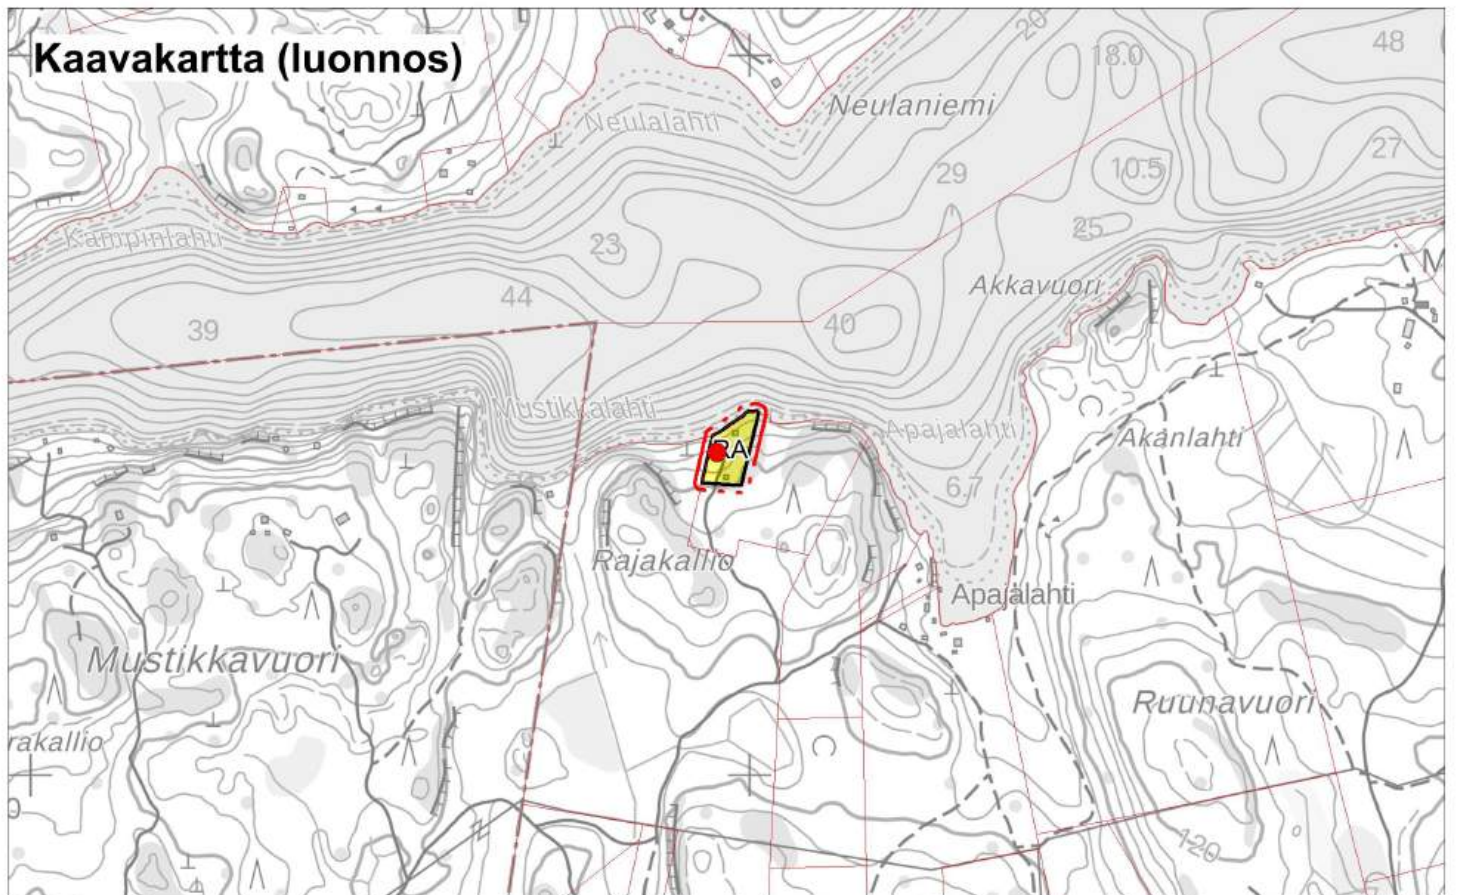 Kaavakartta (luonnos)
20
48
18.0
Neulaniemi
Neulalahti
27
29
10.5
25
Kampinlahti
23
Akkavuori
44
39
40
Mustikkalahti
Apajalahti
Akanlahti
RA
6.7
Rajakallio
Apajalahti
Mustikkavuori
Ruunavuori
rakallio
120